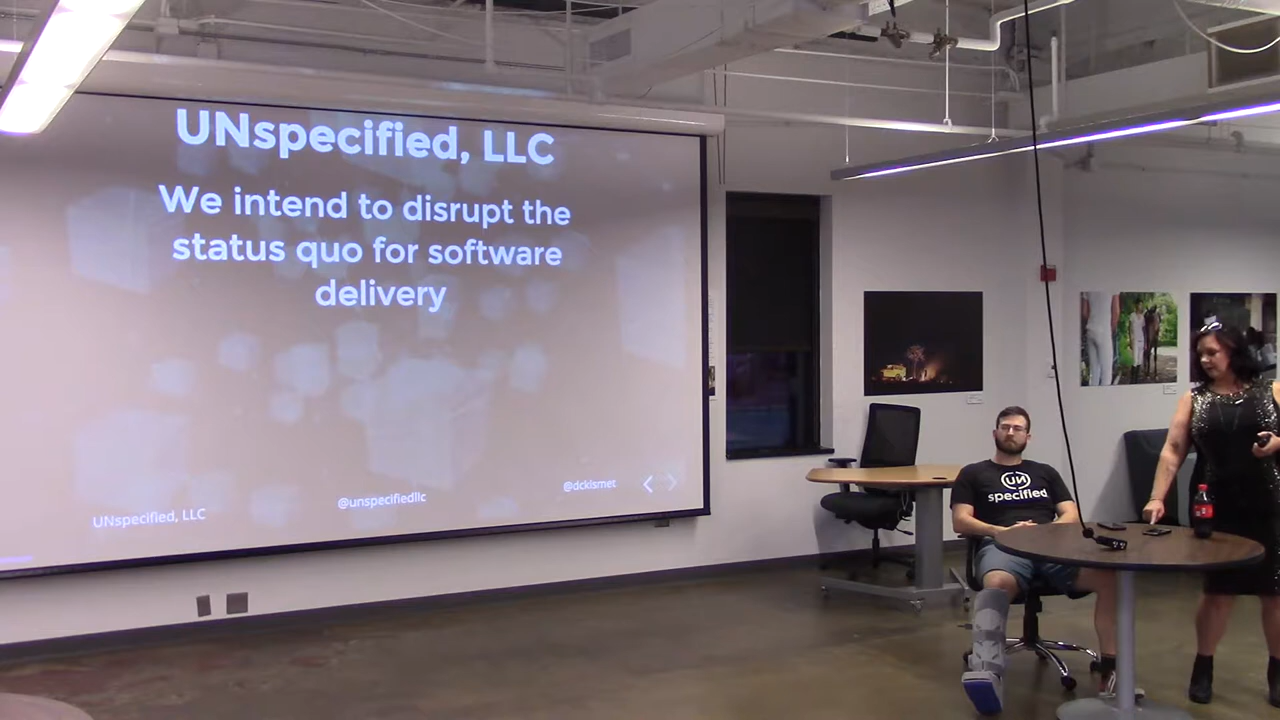 UNspecified, LLC
We intend to disrupt the
status quo for software
delivery
UNspecified, LLC
@unspecifiedllc
@dckismet
UN
specified